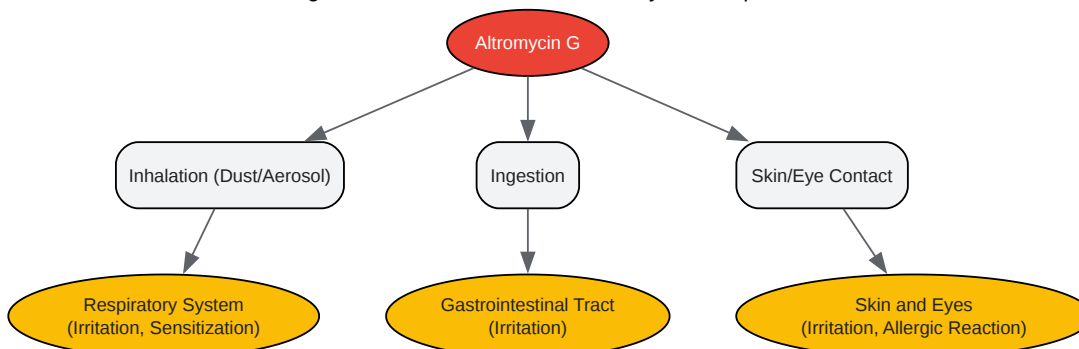 Altromycin G
Inhalation (Dust/Aerosol)
Ingestion
Skin/Eye Contact
Respiratory System
(Irritation, Sensitization)
Gastrointestinal Tract
(Irritation)
Skin and Eyes
(Irritation, Allergic Reaction)